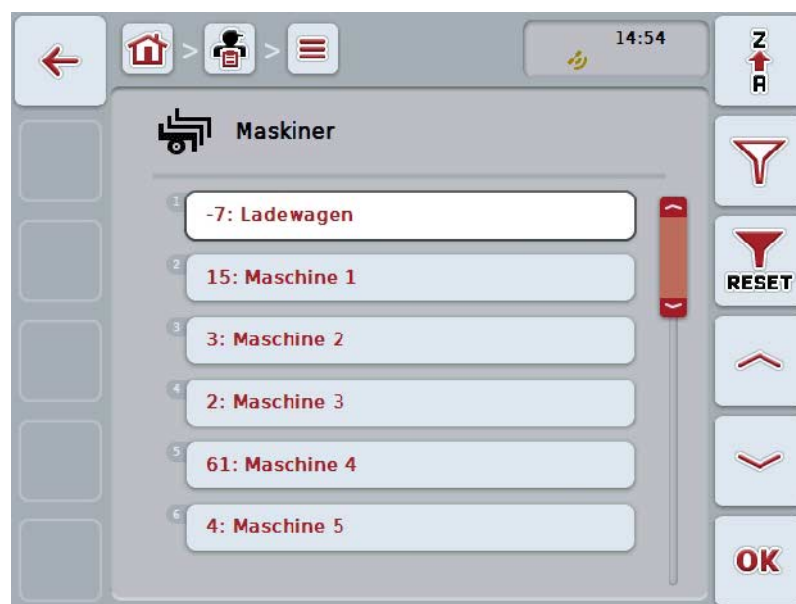 > >
14:54
Z
A
Maskiner
1
-7: Ladewagen
2
15: Maschine 1
RESET
3
3: Maschine 2
4
2: Maschine 3
5
61: Maschine 4
6
4: Maschine 5
OK